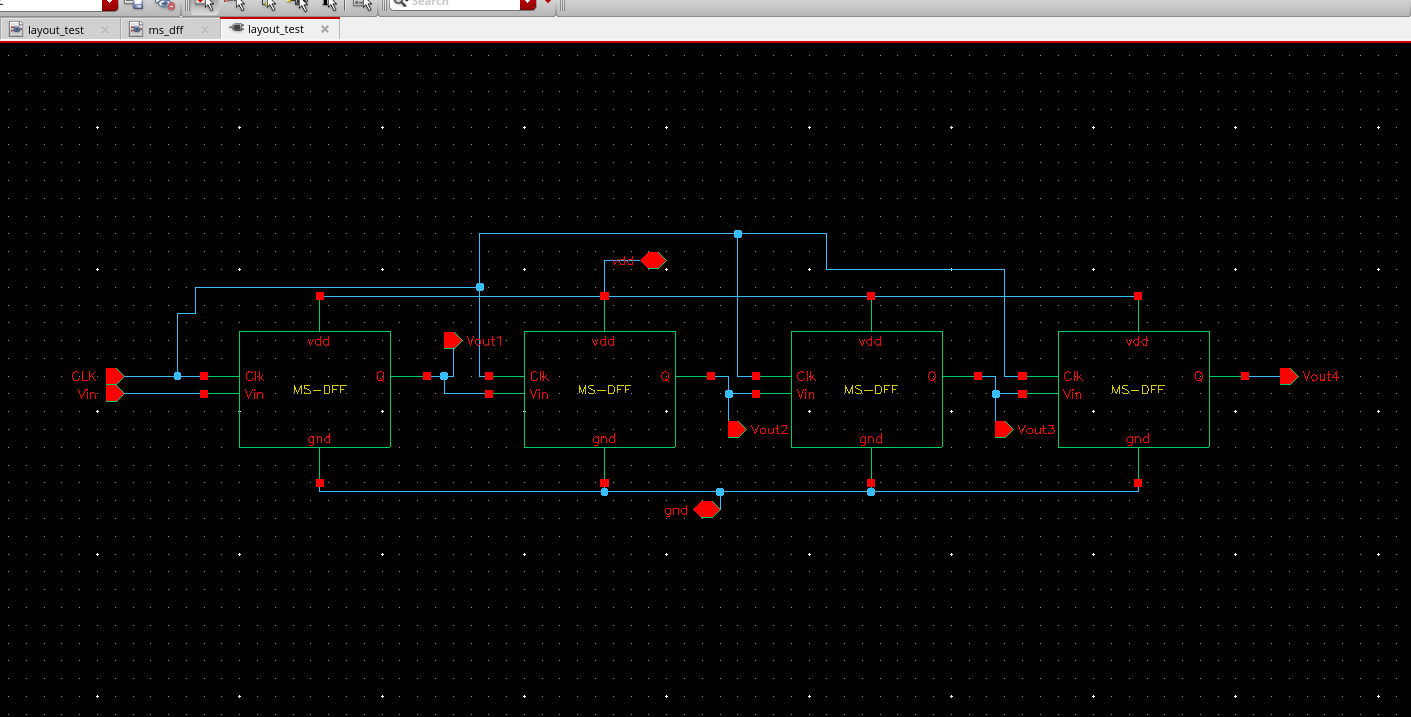 Search
layout_test
ms_dff
layout_test
vdd
vdd
vdd
vdd
vdd
Vout1
CLK
Clk
Q
Clk
Q
Clk
Q
Clk
Q
Vout4
MS-DFF
MS-DFF
MS-DFF
MS-DFF
Vin
Vin
Vin
Vin
Vin
Vout2
Vout3
gnd
gnd
gnd
gnd
gnd